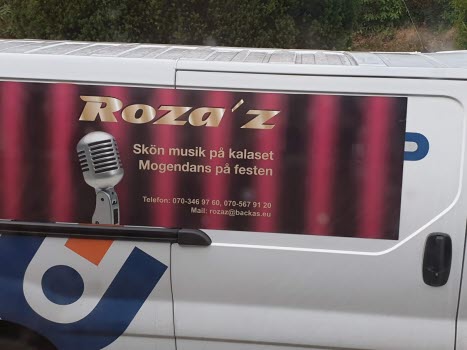 Roza´z
Skön musik på kalaset
Mogendans på festen
Telefon: 070-346 97 60, 070-567 91 20
Mail: rozaz@backas.eu